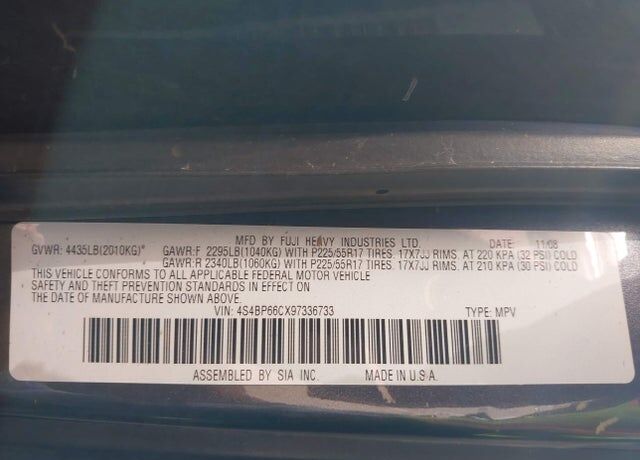 MFD BY FUJI HEAVY INDUSTRIES LTD. DATE: 11/08
GVWR: 4435LB(2010KG)* GAWR:F 2295LB(1040KG) WITH P225/55R17 TIRES. 17X7JJ RIMS. AT 220 KPA (32 PSI) COLD
GAWR:R 2340LB(1060KG) WITH P225/55R17 TIRES. 17X7JJ RIMS. AT 210 KPA (30 PSI) COLD
THIS VEHICLE CONFORMS TO ALL APPLICABLE FEDERAL MOTOR VEHICLE
SAFETY AND THEFT PREVENTION STANDARDS IN EFFECT ON
THE DATE OF MANUFACTURE SHOWN ABOVE.
VIN: 4S4BP66CX97336733 TYPE: MPV
ASSEMBLED BY SIA INC. MADE IN U.S.A.